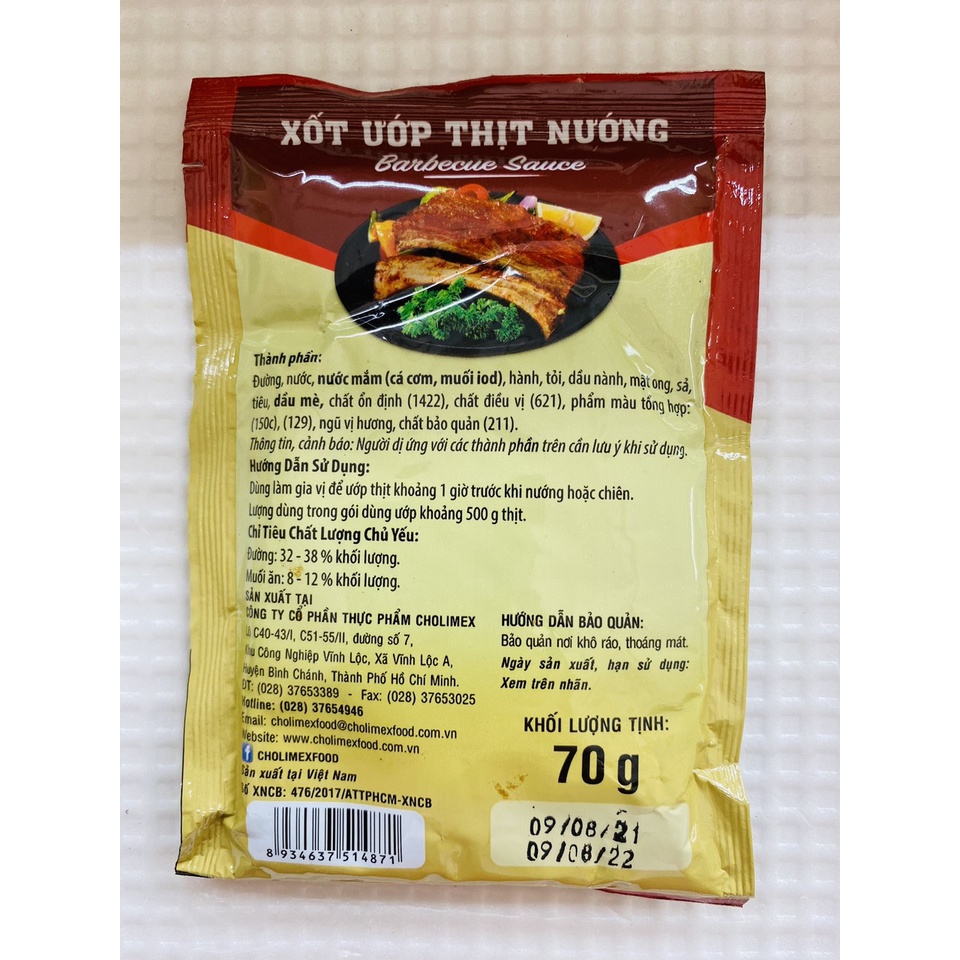 XỐT ƯỚP THỊT NƯỚNG
Barbecue Sauce
Thành phần:
Đường, nước, nước mắm (cá cơm, muối iod), hành, tỏi, dầu nành, mật ong, sả,
tiêu, dầu mè, chất ổn định (1422), chất điều vị (621), phẩm màu tổng hợp:
(150c), (129), ngũ vị hương, chất bảo quản (211).
Thông tin, cảnh báo: Người dị ứng với các thành phần trên cần lưu ý khi sử dụng.
Hướng Dẫn Sử Dụng:
Dùng làm gia vị để ướp thịt khoảng 1 giờ trước khi nướng hoặc chiên.
Lượng dùng trong gói dùng ướp khoảng 500 g thịt.
Chỉ Tiêu Chất Lượng Chủ Yếu:
Đường: 32 - 38 % khối lượng.
Muối ăn: 8 - 12 % khối lượng.
SẢN XUẤT TẠI
CÔNG TY CỔ PHẦN THỰC PHẨM CHOLIMEX
Lô C40-43/I, C51-55/II, đường số 7,
Khu Công Nghiệp Vĩnh Lộc, Xã Vĩnh Lộc A,
Huyện Bình Chánh, Thành Phố Hồ Chí Minh.
ĐT: (028) 37653389 - Fax: (028) 37653025
Hotline: (028) 37654946
Email: cholimexfood@cholimexfood.com.vn
Website: www.cholimexfood.com.vn
f CHOLIMEXFOOD
Sản xuất tại Việt Nam
Số XNCB: 476/2017/ATTPHCM-XNCB
8 934637 514871
HƯỚNG DẪN BẢO QUẢN:
Bảo quản nơi khô ráo, thoáng mát.
Ngày sản xuất, hạn sử dụng:
Xem trên nhãn.
KHỐI LƯỢNG TỊNH:
70 g
09/08/21
09/08/22